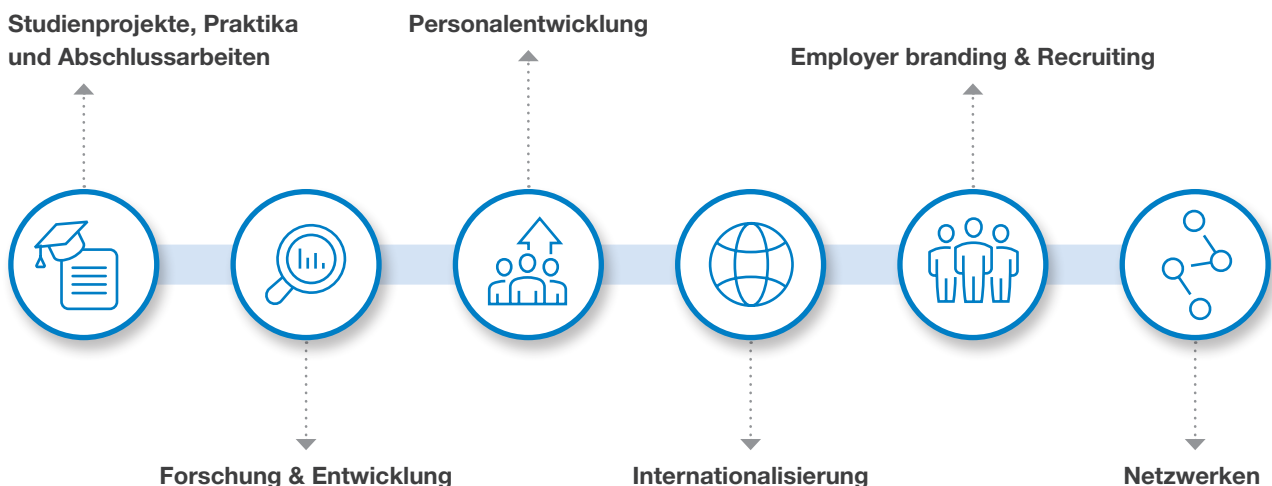 Studienprojekte, Praktika
und Abschlussarbeiten
Personalentwicklung
Employer branding & Recruiting
Forschung & Entwicklung
Internationalisierung
Netzwerken